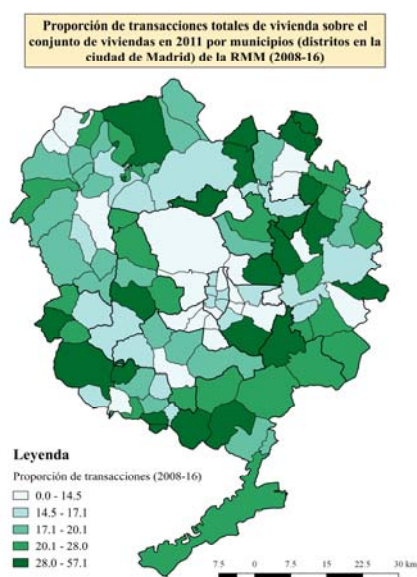 Proporción de transacciones totales de vivienda sobre el
conjunto de viviendas en 2011 por municipios (distritos en la
ciudad de Madrid) de la RMM (2008-16)
Leyenda
Proporción de transacciones (2008-16)
0.0 - 14.5
14.5 - 17.1
17.1 - 20.1
20.1 - 28.0
28.0 - 57.1
7.5 0 7.5 15 22.5 30 km